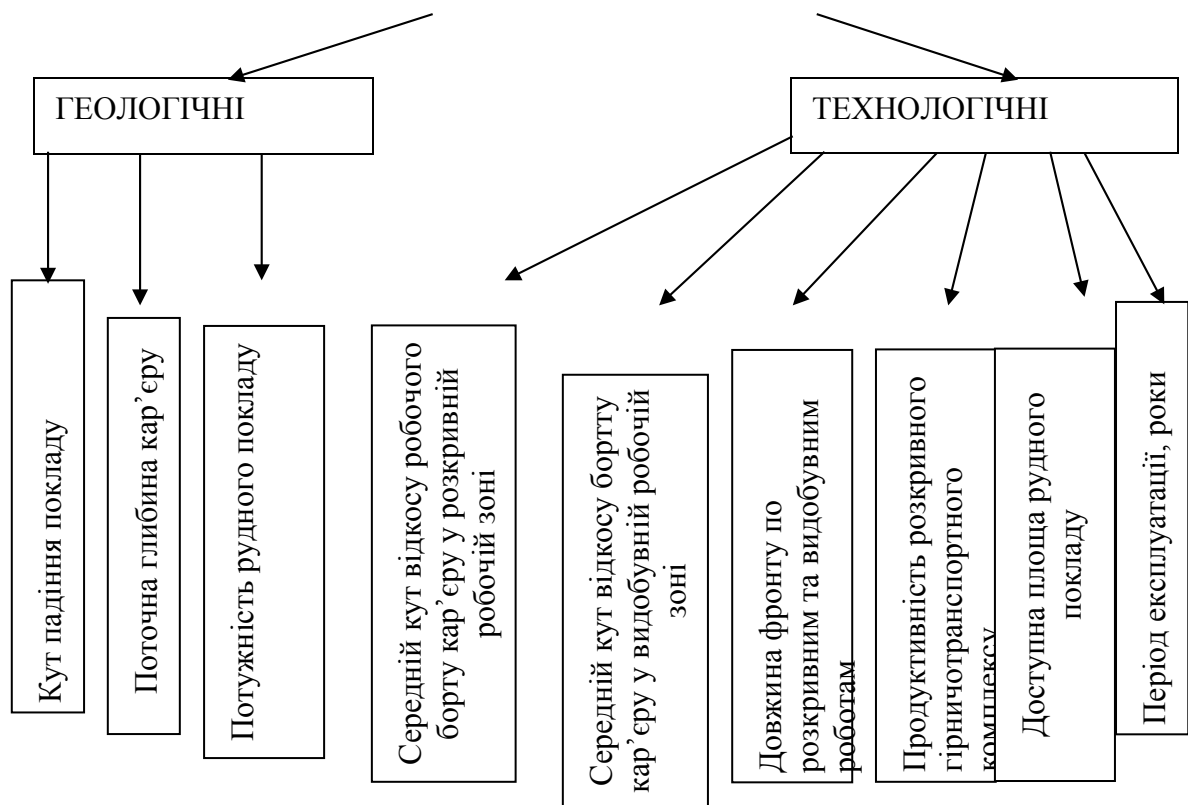 ГЕОЛОГІЧНІ
ТЕХНОЛОГІЧНІ
Кут падіння покладу
Поточна глибина кар’єру
Потужність рудного покладу
Середній кут відкосу робочого
борту кар’єру у розкривній
робочій зоні
Середній кут відкосу бортту
кар’єру у видобувній робочій
зоні
Довжина фронту по
розкривним та видобувним
роботам
Продуктивність розкривного
гірничотранспортного
комплексу
Доступна площа рудного
покладу
Період експлуатації, роки